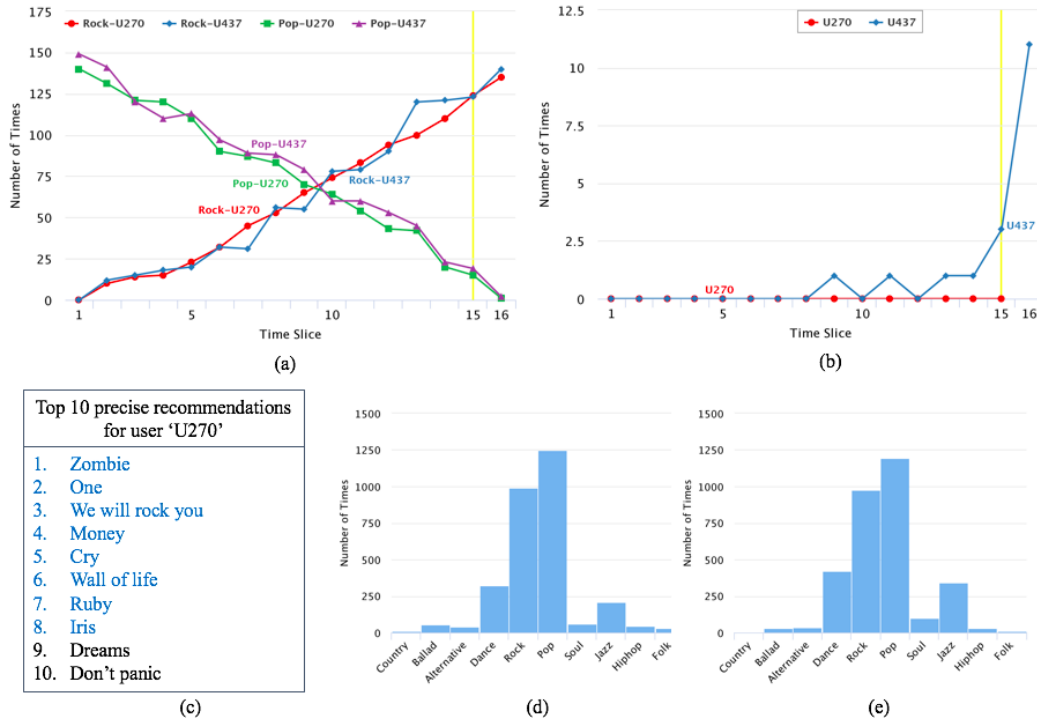 Rock-U270 Rock-U437 Pop-U270 Pop-U437
175
150
125
100
75
50
25
0
Number of Times
Pop-U437
Pop-U270
Rock-U437
Rock-U270
1 5 10 15 16
Time Slice
(a)
U270 U437
12.5
10
7.5
5
2.5
0
Number of Times
U437
U270
1 5 10 15 16
Time Slice
(b)
Top 10 precise recommendations
for user ‘U270’
1. Zombie
2. One
3. We will rock you
4. Money
5. Cry
6. Wall of life
7. Ruby
8. Iris
9. Dreams
10. Don’t panic
(c)
1500
1250
1000
750
500
250
0
Number of Times
Country Ballad Alternative Dance Rock Pop Soul Jazz Hiphop Folk
(d)
1500
1250
1000
750
500
250
0
Number of Times
Country Ballad Alternative Dance Rock Pop Soul Jazz Hiphop Folk
(e)